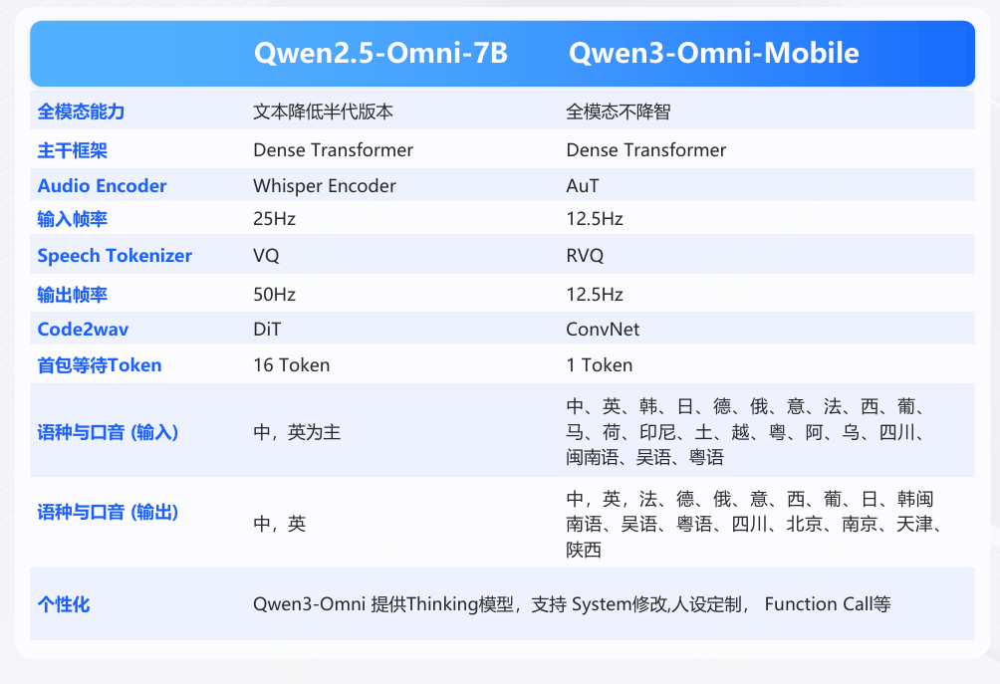 Qwen2.5-Omni-7B Qwen3-Omni-Mobile
全模态能力 文本降低半代版本 全模态不降智
主干框架 Dense Transformer Dense Transformer
Audio Encoder Whisper Encoder AuT
输入帧率 25Hz 12.5Hz
Speech Tokenizer VQ RVQ
输出帧率 50Hz 12.5Hz
Code2wav DiT ConvNet
首包等待Token 16 Token 1 Token
语种与口音 (输入) 中，英为主
中、英、韩、日、德、俄、意、法、西、葡、
马、荷、印尼、土、越、粤、阿、乌、四川、
闽南语、吴语、粤语
语种与口音 (输出) 中，英
中，英，法、德、俄、意、西、葡、日、韩闽
南语、吴语、粤语、四川、北京、南京、天津、
陕西
个性化 Qwen3-Omni 提供Thinking模型，支持 System修改,人设定制， Function Call等